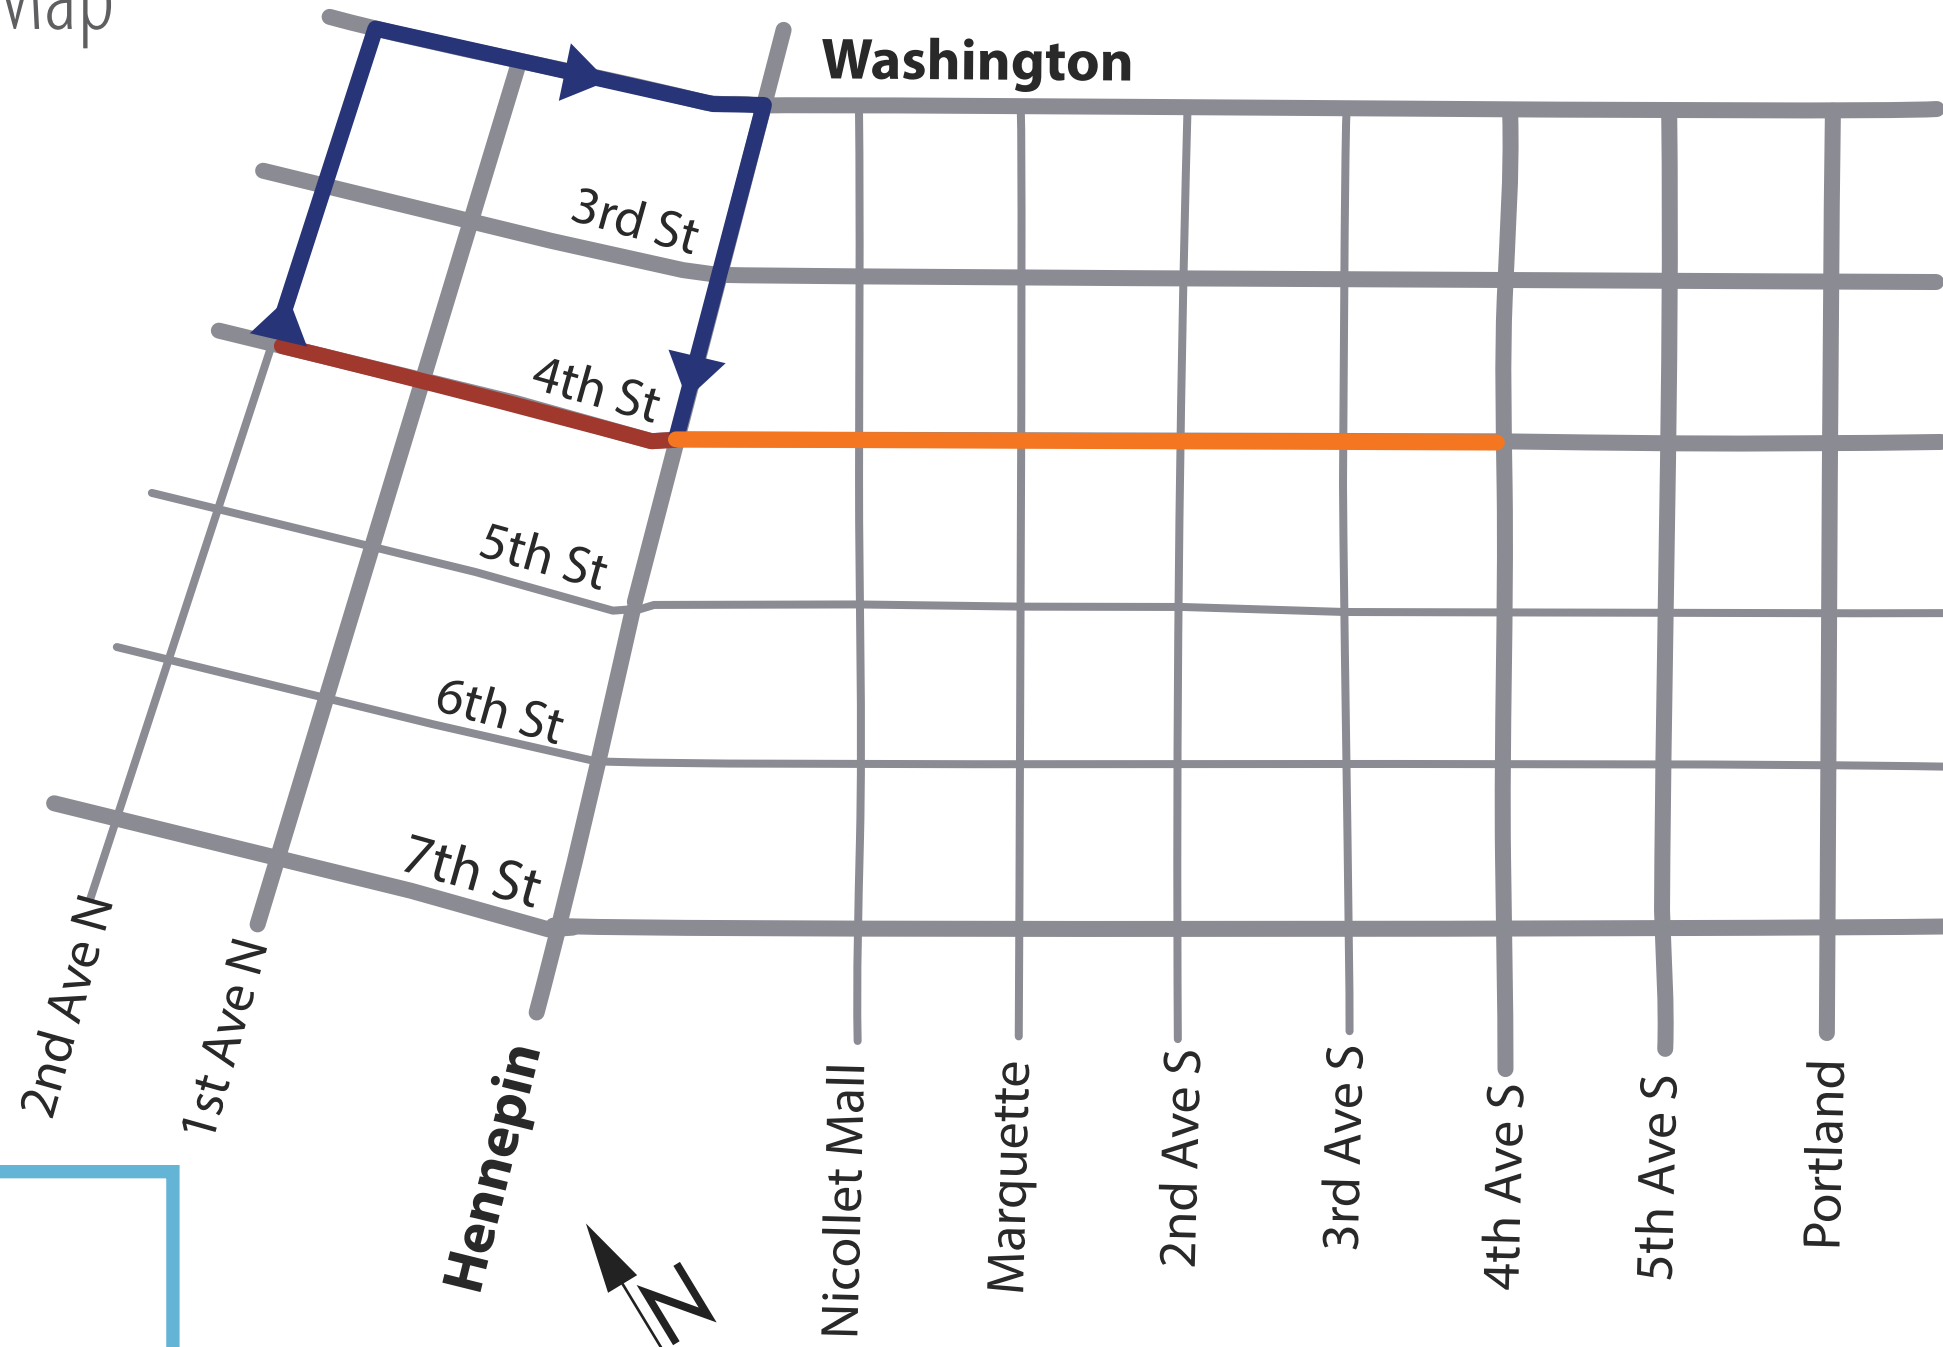 Map
Washington
3rd St
4th St
5th St
6th St
7th St
2nd Ave N
1st Ave N
Hennepin
N
Nicollet Mall
Marquette
2nd Ave S
3rd Ave S
4th Ave S
5th Ave S
Portland